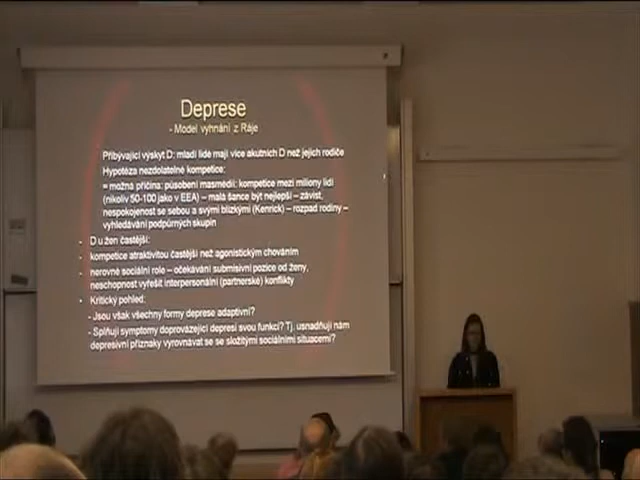 Deprese
- Model vyhnání z Ráje
Přibývající výskyt D: mladí lidé mají více akutních D než jejich rodiče
Hypotéza nezdolatelné kompetice:
= možná příčina: působení masmédií: kompetice mezi miliony lidí
(nikoliv 50-100 jako v EEA) – malá šance být nejlepší – závist,
nespokojenost se sebou a svými blízkými (Kenrick) – rozpad rodiny –
vyhledávání podpůrných skupin
- D u žen častější:
- kompetice atraktivitou častější než agonistickým chováním
- nerovné sociální role – očekávání submisivní pozice od ženy,
neschopnost vyřešit interpersonální (partnerské) konflikty
- Kritický pohled:
- Jsou však všechny formy deprese adaptivní?
- Splňují symptomy doprovázející depresi svou funkci? Tj. usnadňují nám
depresivní příznaky vyrovnávat se se složitými sociálními situacemi?